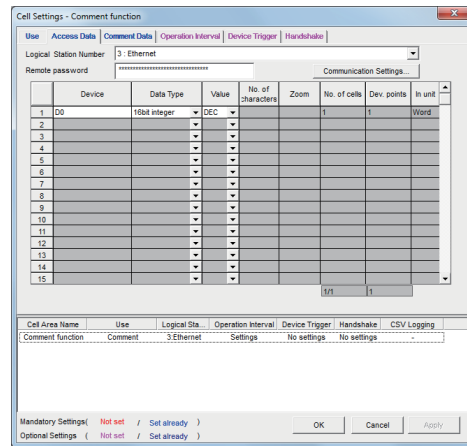 Cell Settings - Comment function
Use Access Data Comment Data Operation Interval Device Trigger Handshake
Logical Station Number 3 : Ethernet
Remote password ********************************
Communication Settings...
Device Data Type Value No. of characters Zoom No. of cells Dev. points In unit
1 D0 16bit integer DEC 1 1 Word
2
3
4
5
6
7
8
9
10
11
12
13
14
15
1/1 1
Cell Area Name Use Logical Sta... Operation Interval Device Trigger Handshake CSV Logging
Comment function Comment 3:Ethernet Settings No settings No settings -
Mandatory Settings( Not set / Set already )
Optional Settings ( Not set / Set already )
OK Cancel Apply